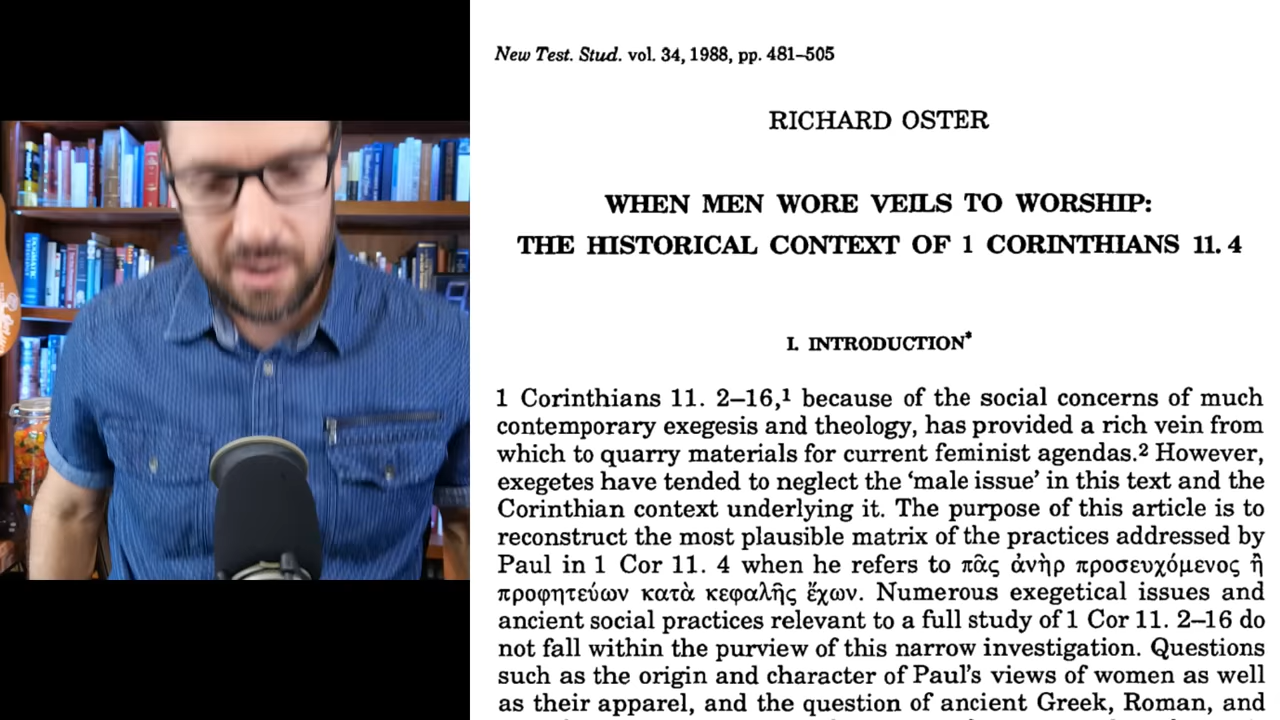 New Test. Stud. vol. 34, 1988, pp. 481–505
RICHARD OSTER
WHEN MEN WORE VEILS TO WORSHIP:
THE HISTORICAL CONTEXT OF 1 CORINTHIANS 11. 4
I. INTRODUCTION*
1 Corinthians 11. 2–16,¹ because of the social concerns of much
contemporary exegesis and theology, has provided a rich vein from
which to quarry materials for current feminist agendas.² However,
exegetes have tended to neglect the ‘male issue’ in this text and the
Corinthian context underlying it. The purpose of this article is to
reconstruct the most plausible matrix of the practices addressed by
Paul in 1 Cor 11. 4 when he refers to πᾶς ἀνὴρ προσευχόμενος ἢ
προφητεύων κατὰ κεφαλῆς ἔχων. Numerous exegetical issues and
ancient social practices relevant to a full study of 1 Cor 11. 2–16 do
not fall within the purview of this narrow investigation. Questions
such as the origin and character of Paul's views of women as well
as their apparel, and the question of ancient Greek, Roman, and